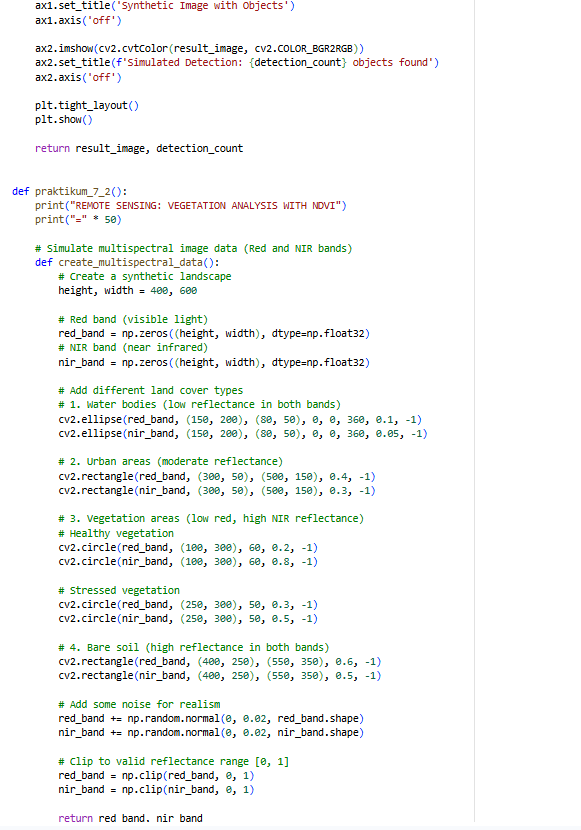 ax1.set_title('Synthetic Image with Objects')
ax1.axis('off')
ax2.imshow(cv2.cvtColor(result_image, cv2.COLOR_BGR2RGB))
ax2.set_title(f'Simulated Detection: {detection_count} objects found')
ax2.axis('off')
plt.tight_layout()
plt.show()
return result_image, detection_count
def praktikum_7_2():
print("REMOTE SENSING: VEGETATION ANALYSIS WITH NDVI")
print("=" * 50)
# Simulate multispectral image data (Red and NIR bands)
def create_multispectral_data():
# Create a synthetic landscape
height, width = 400, 600
# Red band (visible light)
red_band = np.zeros((height, width), dtype=np.float32)
# NIR band (near infrared)
nir_band = np.zeros((height, width), dtype=np.float32)
# Add different land cover types
# 1. Water bodies (low reflectance in both bands)
cv2.ellipse(red_band, (150, 200), (80, 50), 0, 0, 360, 0.1, -1)
cv2.ellipse(nir_band, (150, 200), (80, 50), 0, 0, 360, 0.05, -1)
# 2. Urban areas (moderate reflectance)
cv2.rectangle(red_band, (300, 50), (500, 150), 0.4, -1)
cv2.rectangle(nir_band, (300, 50), (500, 150), 0.3, -1)
# 3. Vegetation areas (low red, high NIR reflectance)
# Healthy vegetation
cv2.circle(red_band, (100, 300), 60, 0.2, -1)
cv2.circle(nir_band, (100, 300), 60, 0.8, -1)
# Stressed vegetation
cv2.circle(red_band, (250, 300), 50, 0.3, -1)
cv2.circle(nir_band, (250, 300), 50, 0.5, -1)
# 4. Bare soil (high reflectance in both bands)
cv2.rectangle(red_band, (400, 250), (550, 350), 0.6, -1)
cv2.rectangle(nir_band, (400, 250), (550, 350), 0.5, -1)
# Add some noise for realism
red_band += np.random.normal(0, 0.02, red_band.shape)
nir_band += np.random.normal(0, 0.02, nir_band.shape)
# Clip to valid reflectance range [0, 1]
red_band = np.clip(red_band, 0, 1)
nir_band = np.clip(nir_band, 0, 1)
return red_band, nir_band